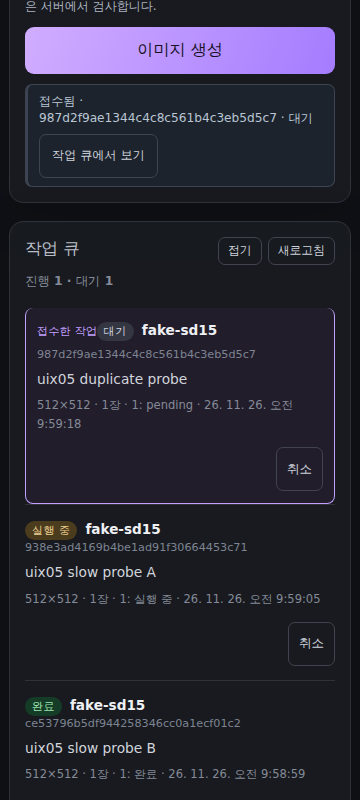 은 서버에서 검사합니다.
이미지 생성
접수됨 ·
987d2f9ae1344c4c8c561b4c3eb5d5c7 · 대기
작업 큐에서 보기
작업 큐
접기
새로고침
진행 1 · 대기 1
접수한 작업 대기 fake-sd15
987d2f9ae1344c4c8c561b4c3eb5d5c7
uix05 duplicate probe
512×512 · 1장 · 1: pending · 26. 11. 26. 오전
9:59:18
취소
실행 중 fake-sd15
938e3ad4169b4be1ad91f30664453c71
uix05 slow probe A
512×512 · 1장 · 1: 실행 중 · 26. 11. 26. 오전 9:59:05
취소
완료 fake-sd15
ce53796b5df944258346cc0a1ecf01c2
uix05 slow probe B
512×512 · 1장 · 1: 완료 · 26. 11. 26. 오전 9:58:59